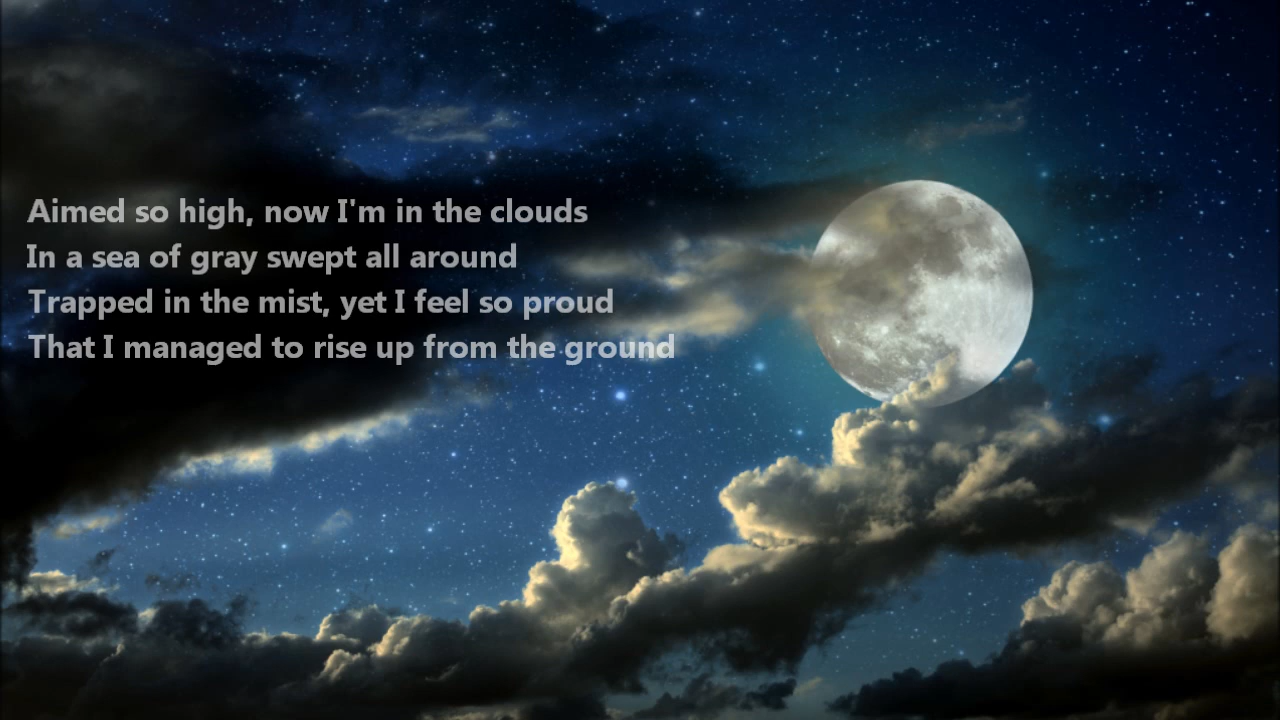 Aimed so high, now I'm in the clouds
In a sea of gray swept all around
Trapped in the mist, yet I feel so proud
That I managed to rise up from the ground